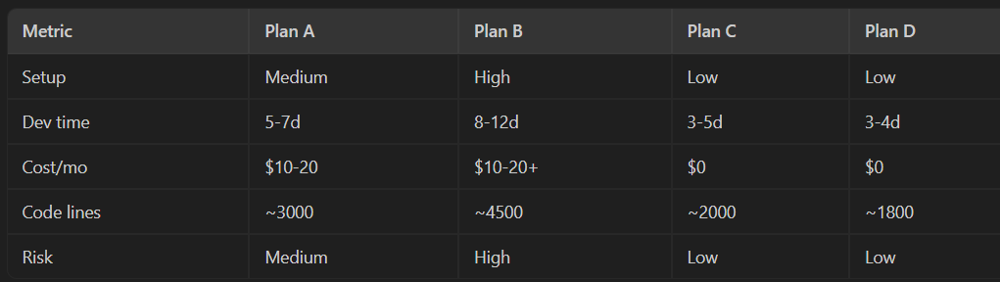 Metric Plan A Plan B Plan C Plan D
Setup Medium High Low Low
Dev time 5-7d 8-12d 3-5d 3-4d
Cost/mo $10-20 $10-20+ $0 $0
Code lines ~3000 ~4500 ~2000 ~1800
Risk Medium High Low Low